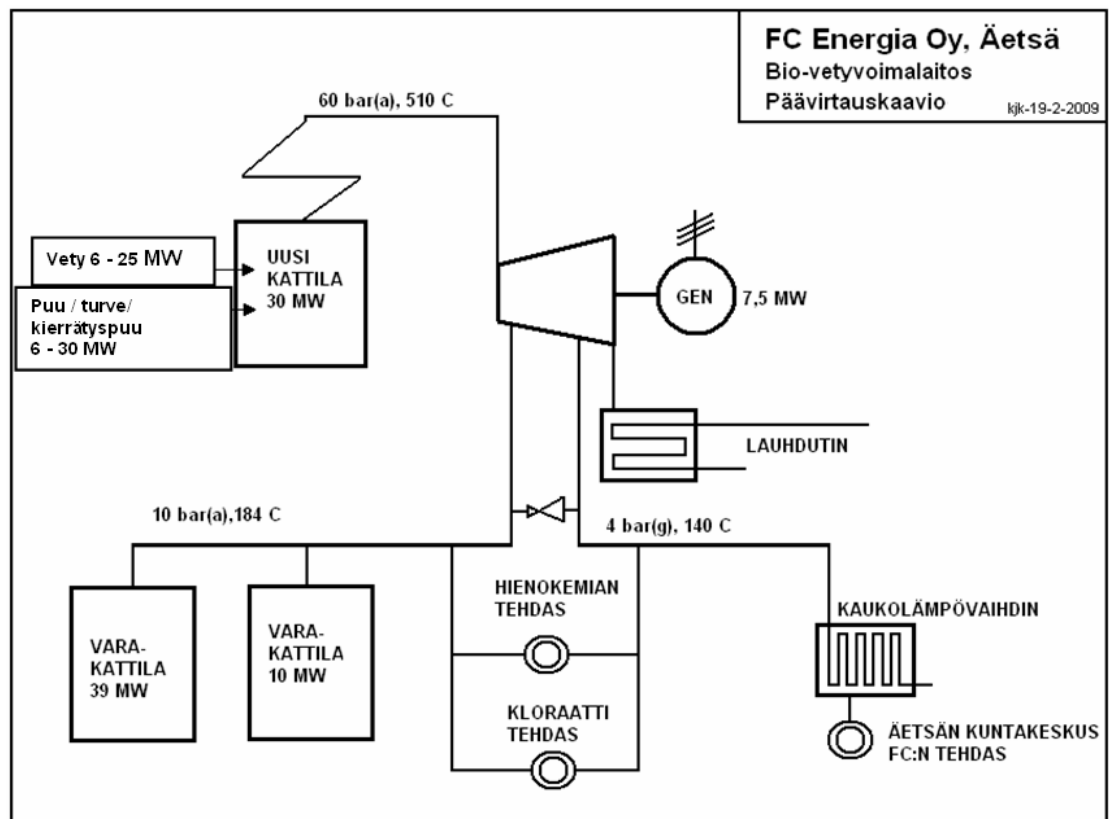 FC Energia Oy, Äetsä
Bio-vetyvoimalaitos
Päävirtauskaavio
kjk-19-2-2009
60 bar(a), 510 C
Vety 6 - 25 MW
Puu / turve/
kierrätyspuu
6 - 30 MW
UUSI
KATTILA
30 MW
GEN
7,5 MW
LAUHDUTIN
10 bar(a),184 C
4 bar(g), 140 C
VARA-
KATTILA
39 MW
VARA-
KATTILA
10 MW
HIENOKEMIAN
TEHDAS
KLORAATTI
TEHDAS
KAUKOLÄMPÖVAIHDIN
ÄETSÄN KUNTAKESKUS
FC:N TEHDAS